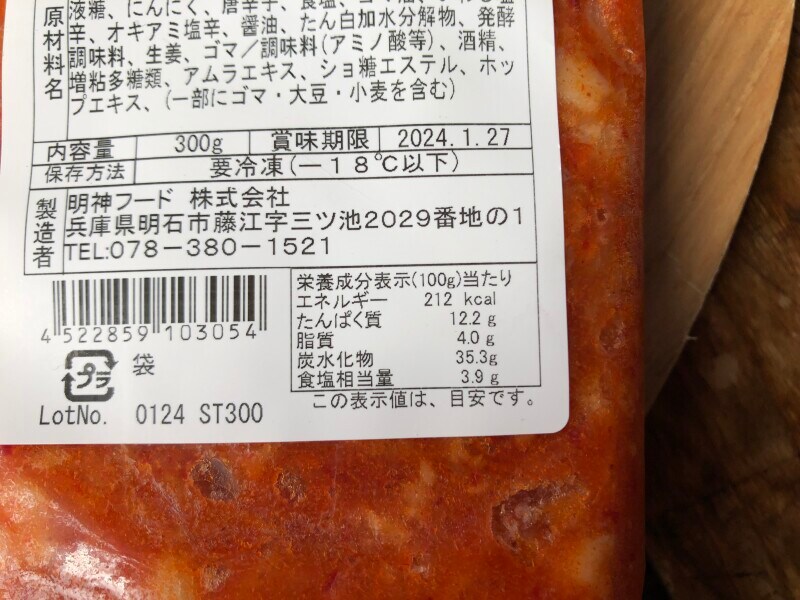 原材料名
液糖、にんにく、唐辛子、食塩、
辛、オキアミ塩辛、醤油、たん白加水分解物、発酵
調味料、生姜、ゴマ／調味料(アミノ酸等)、酒精、
増粘多糖類、アムラエキス、ショ糖エステル、ホッ
プエキス、(一部にゴマ・大豆・小麦を含む)
内容量 300g 賞味期限 2024.1.27
保存方法 要冷凍(－18℃以下)
製造者
明神フード 株式会社
兵庫県明石市藤江字三ツ池2029番地の1
TEL:078－380－1521
栄養成分表示(100g)当たり
エネルギー 212 kcal
たんぱく質 12.2 g
脂質 4.0 g
炭水化物 35.3g
食塩相当量 3.9 g
この表示値は、目安です。
4 522859 103054
プラ 袋
LotNo. 0124 ST300